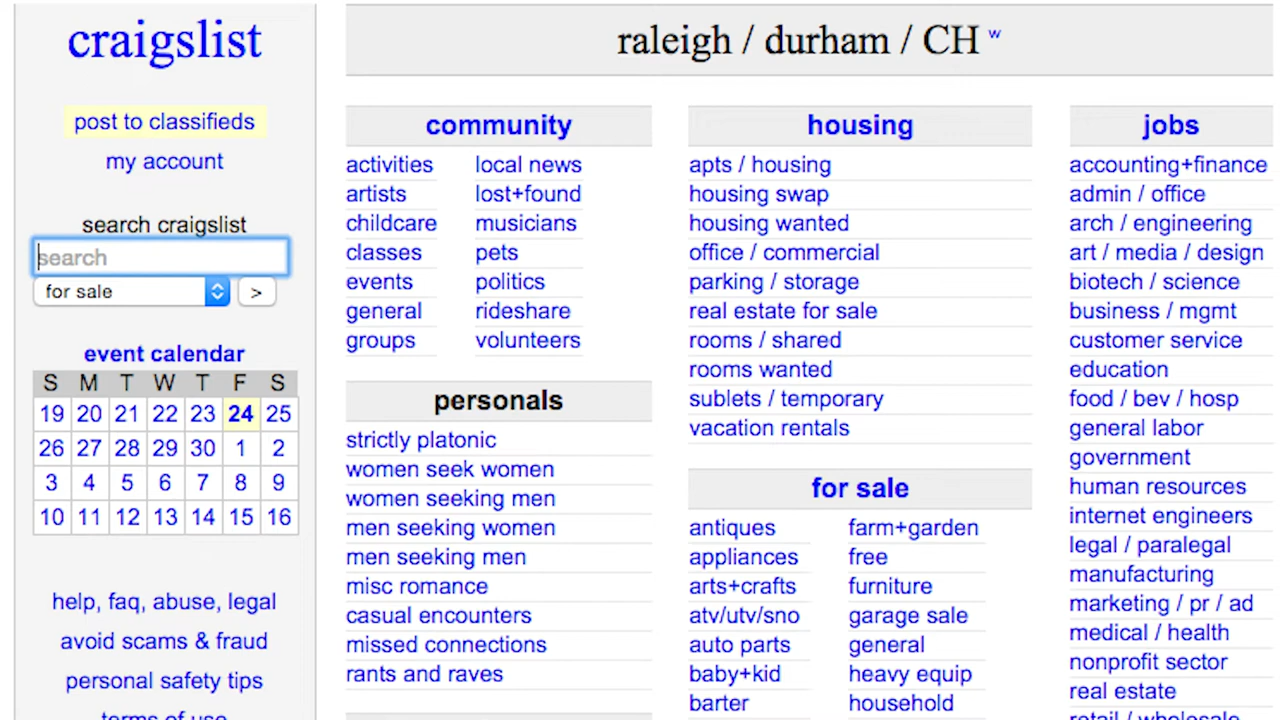 craigslist
post to classifieds
my account
search craigslist
search
for sale
>
event calendar
S M T W T F S
19 20 21 22 23 24 25
26 27 28 29 30 1 2
3 4 5 6 7 8 9
10 11 12 13 14 15 16
help, faq, abuse, legal
avoid scams & fraud
personal safety tips
terms of use
raleigh / durham / CH w
community
activities
artists
childcare
classes
events
general
groups
local news
lost+found
musicians
pets
politics
rideshare
volunteers
personals
strictly platonic
women seek women
women seeking men
men seeking women
men seeking men
misc romance
casual encounters
missed connections
rants and raves
housing
apts / housing
housing swap
housing wanted
office / commercial
parking / storage
real estate for sale
rooms / shared
rooms wanted
sublets / temporary
vacation rentals
for sale
antiques
appliances
arts+crafts
atv/utv/sno
auto parts
baby+kid
barter
farm+garden
free
furniture
garage sale
general
heavy equip
household
jobs
accounting+finance
admin / office
arch / engineering
art / media / design
biotech / science
business / mgmt
customer service
education
food / bev / hosp
general labor
government
human resources
internet engineers
legal / paralegal
manufacturing
marketing / pr / ad
medical / health
nonprofit sector
real estate
retail / wholesale